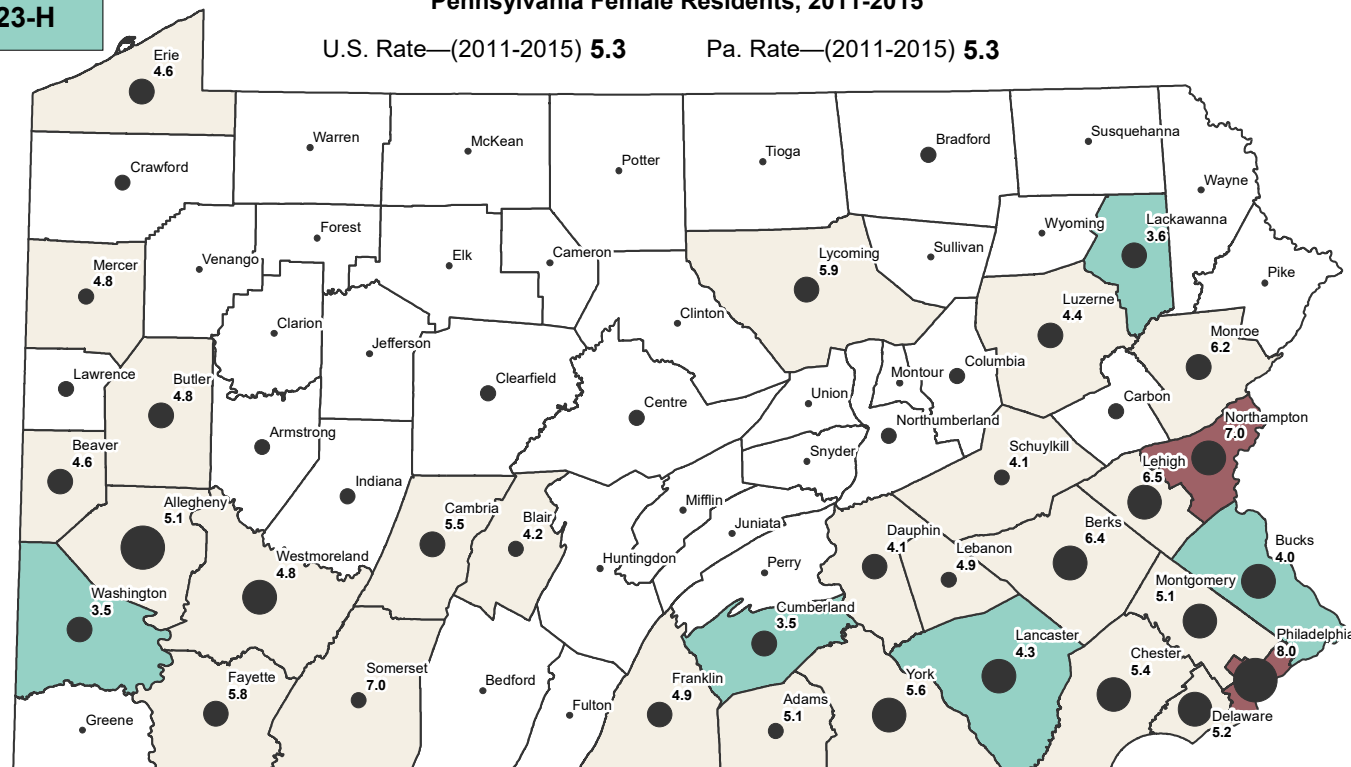 23-H
Pennsylvania Female Residents, 2011-2015
U.S. Rate—(2011-2015) 5.3
Pa. Rate—(2011-2015) 5.3
Erie
4.6
Warren
McKean
Potter
Tioga
Bradford
Susquehanna
Wayne
Crawford
Forest
Elk
Cameron
Venango
Mercer
4.8
Lycoming
5.9
Sullivan
Wyoming
Lackawanna
3.6
Pike
Clarion
Jefferson
Clinton
Luzerne
4.4
Monroe
6.2
Lawrence
Butler
4.8
Clearfield
Centre
Union
Montour
Columbia
Carbon
Northampton
7.0
Beaver
4.6
Armstrong
Northumberland
Snyder
Schuylkill
4.1
Lehigh
6.5
Indiana
Allegheny
5.1
Cambria
5.5
Blair
4.2
Mifflin
Juniata
Dauphin
4.1
Lebanon
4.9
Berks
6.4
Bucks
4.0
Westmoreland
4.8
Huntingdon
Perry
Montgomery
5.1
Washington
3.5
Cumberland
3.5
Lancaster
4.3
Chester
5.4
Philadelphia
8.0
Fayette
5.8
Somerset
7.0
Bedford
Fulton
Franklin
4.9
Adams
5.1
York
5.6
Delaware
5.2
Greene